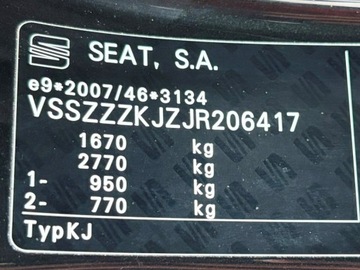 SEAT, S.A.
e9*2007/46*3134
VSSZZZKJZJR206417
1670 kg
2770 kg
1- 950 kg
2- 770 kg
TypKJ